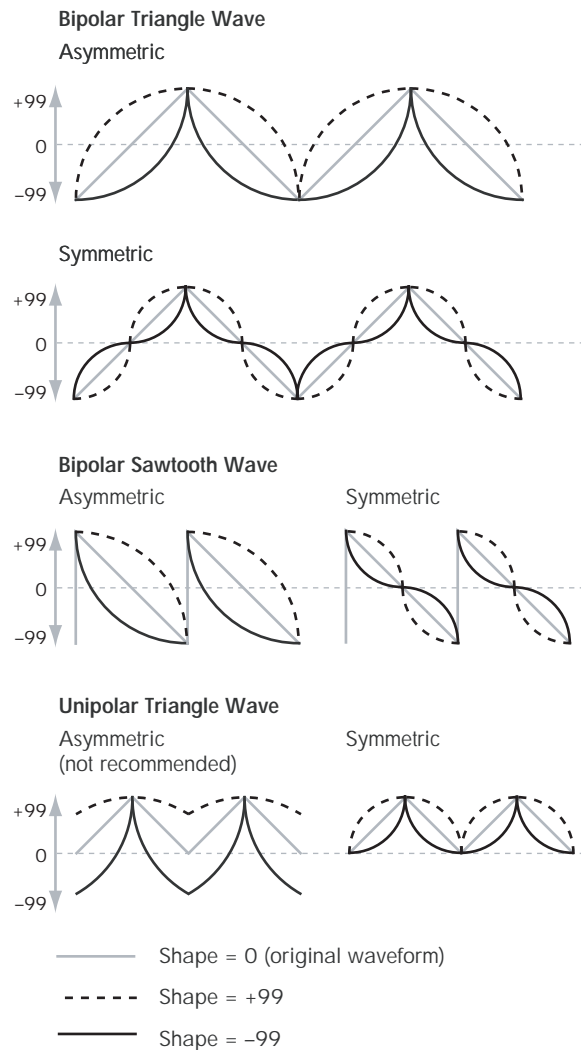 Bipolar Triangle Wave
Asymmetric
+99
0
–99
Symmetric
+99
0
–99
Bipolar Sawtooth Wave
Asymmetric
Symmetric
+99
0
–99
Unipolar Triangle Wave
Asymmetric
(not recommended)
Symmetric
+99
0
–99
Shape = 0 (original waveform)
Shape = +99
Shape = –99